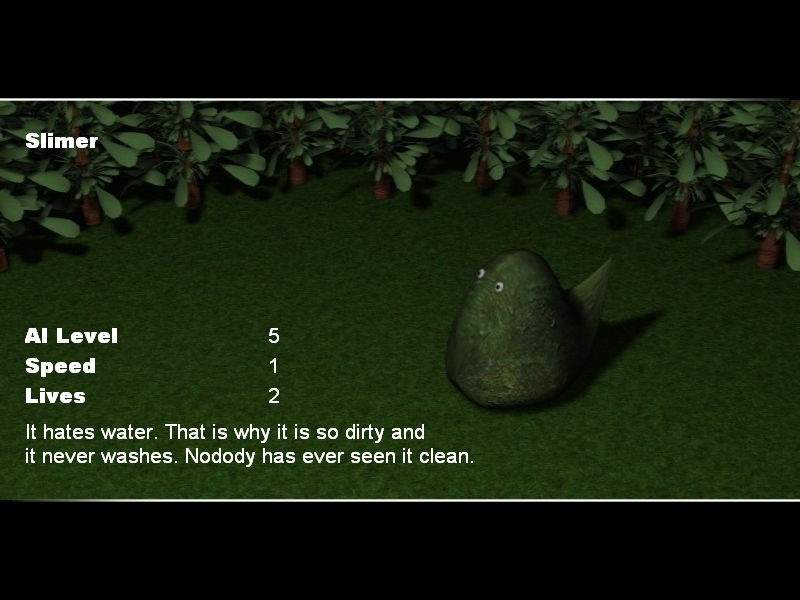 Slimer
AI Level 5
Speed 1
Lives 2
It hates water. That is why it is so dirty and
it never washes. Nodody has ever seen it clean.